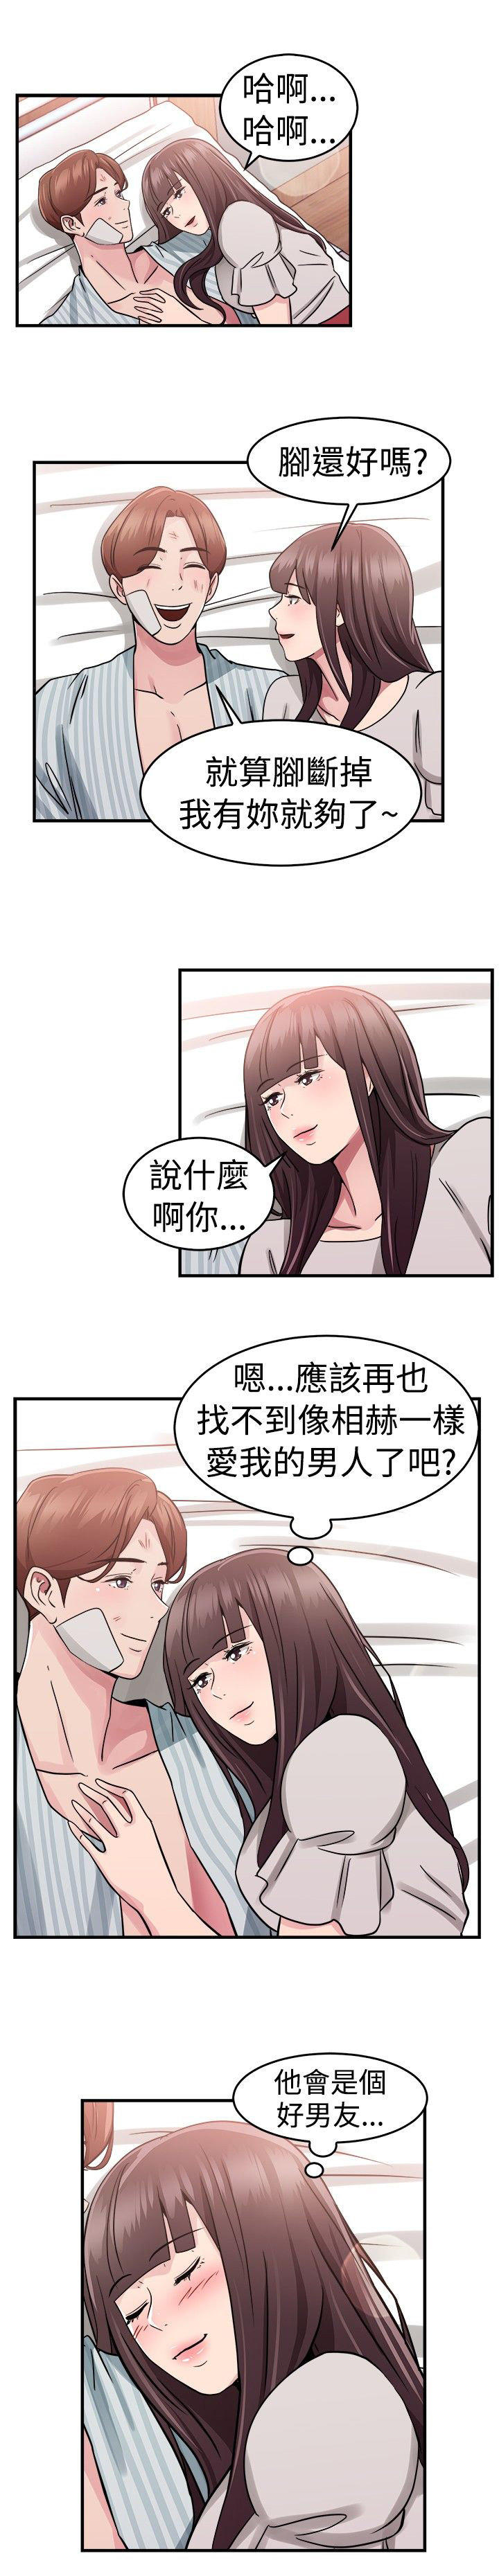 哈啊...
哈啊...
腳還好嗎?
就算腳斷掉
我有妳就夠了~
說什麼
啊你...
嗯...應該再也
找不到像相赫一樣
愛我的男人了吧?
他會是個
好男友...